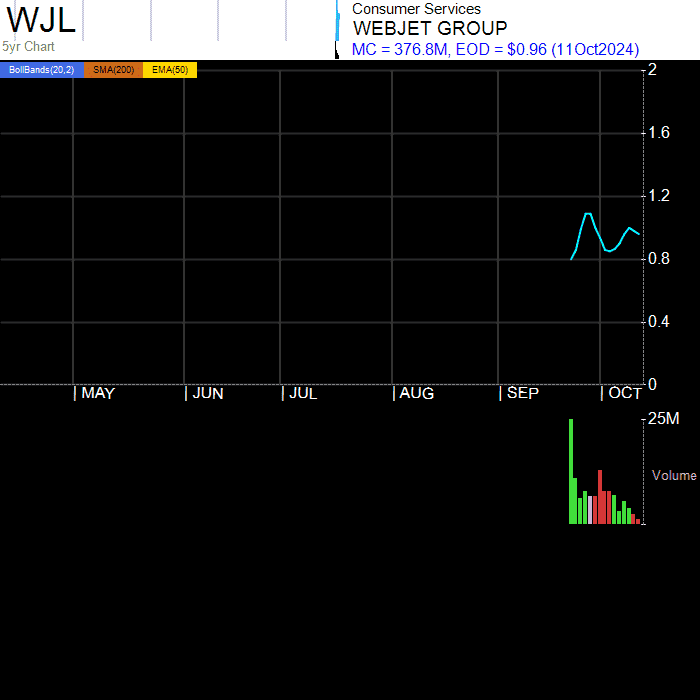 WJL
5yr Chart
Consumer Services
WEBJET GROUP
MC = 376.8M, EOD = $0.96 (11Oct2024)
BollBands(20,2) SMA(200) EMA(50)
2
1.6
1.2
0.8
0.4
0
MAY JUN JUL AUG SEP OCT
25M
Volume